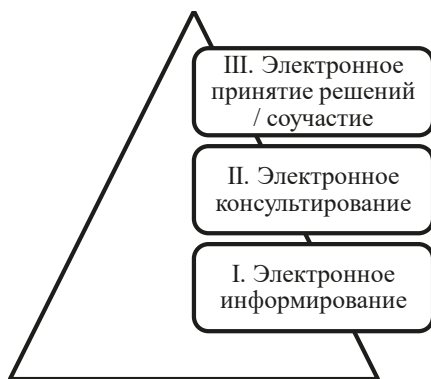 III. Электронное
принятие решений
/ соучастие
II. Электронное
консультирование
I. Электронное
информирование